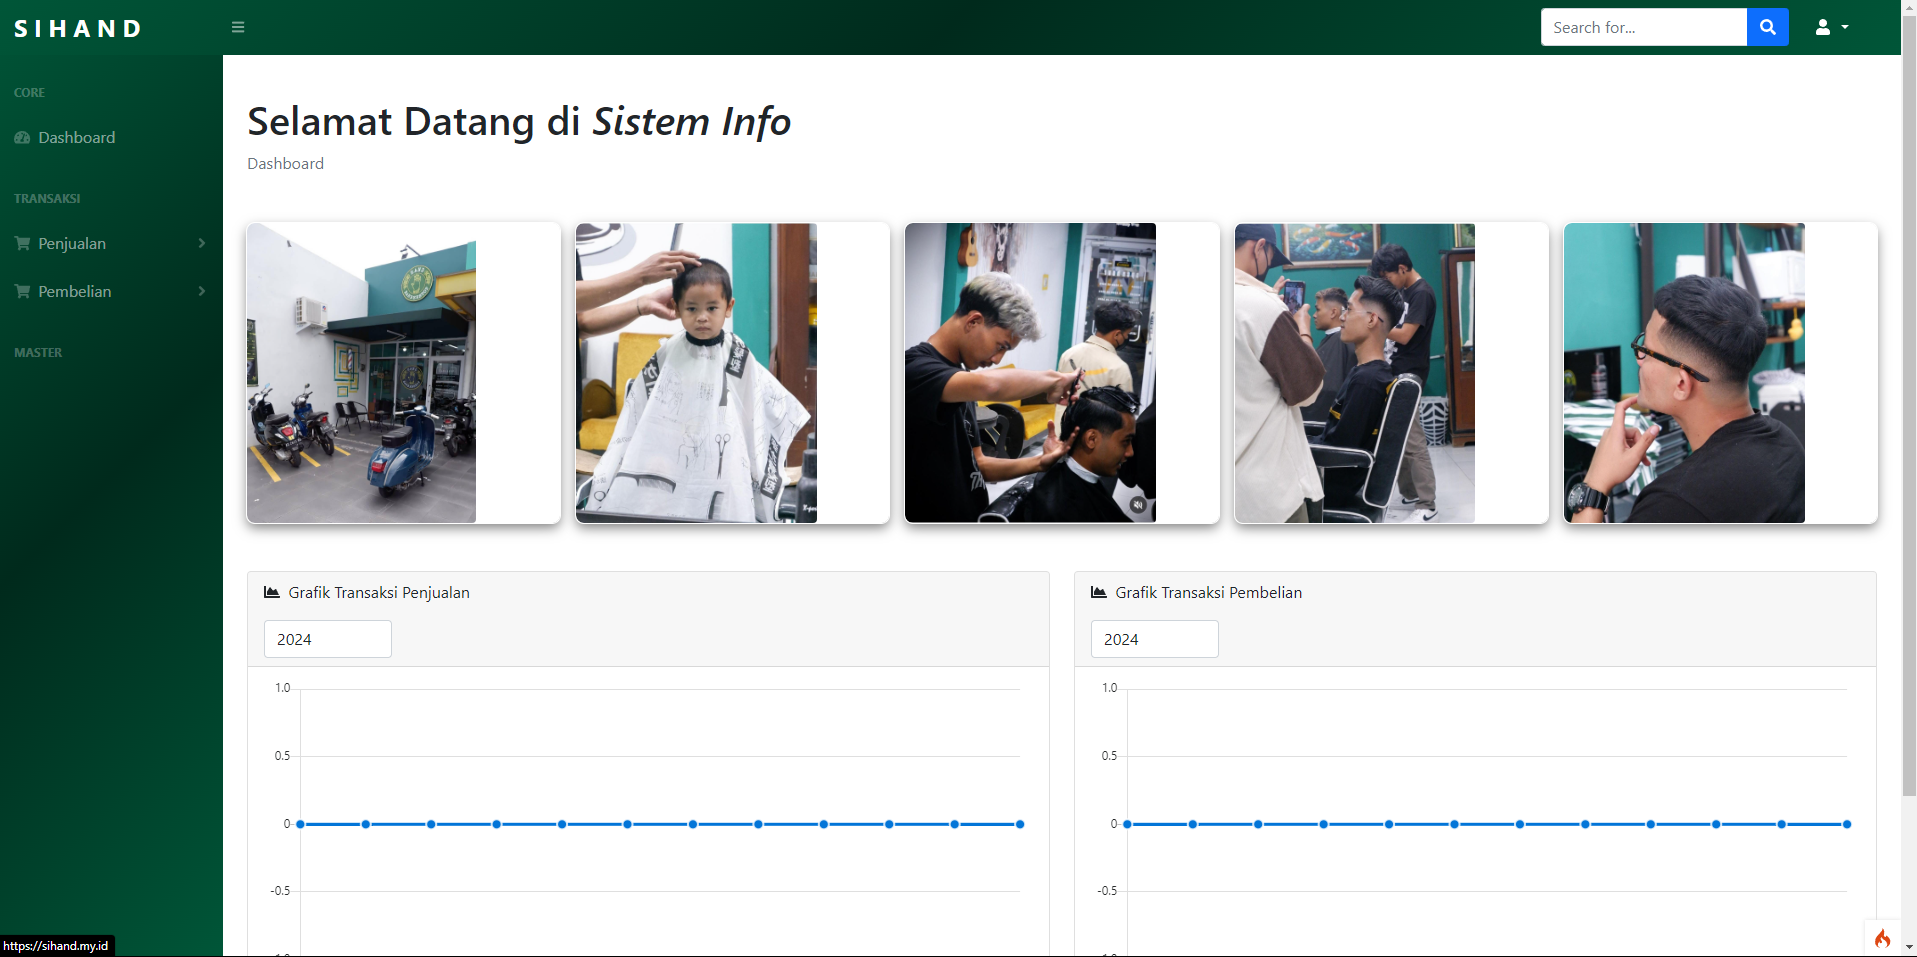 SIHAND
Search for...
CORE
Dashboard
TRANSAKSI
Penjualan
Pembelian
MASTER
Selamat Datang di Sistem Info
Dashboard
Grafik Transaksi Penjualan
2024
1.0
0.5
0
-0.5
Grafik Transaksi Pembelian
2024
1.0
0.5
0
-0.5
https://sihand.my.id